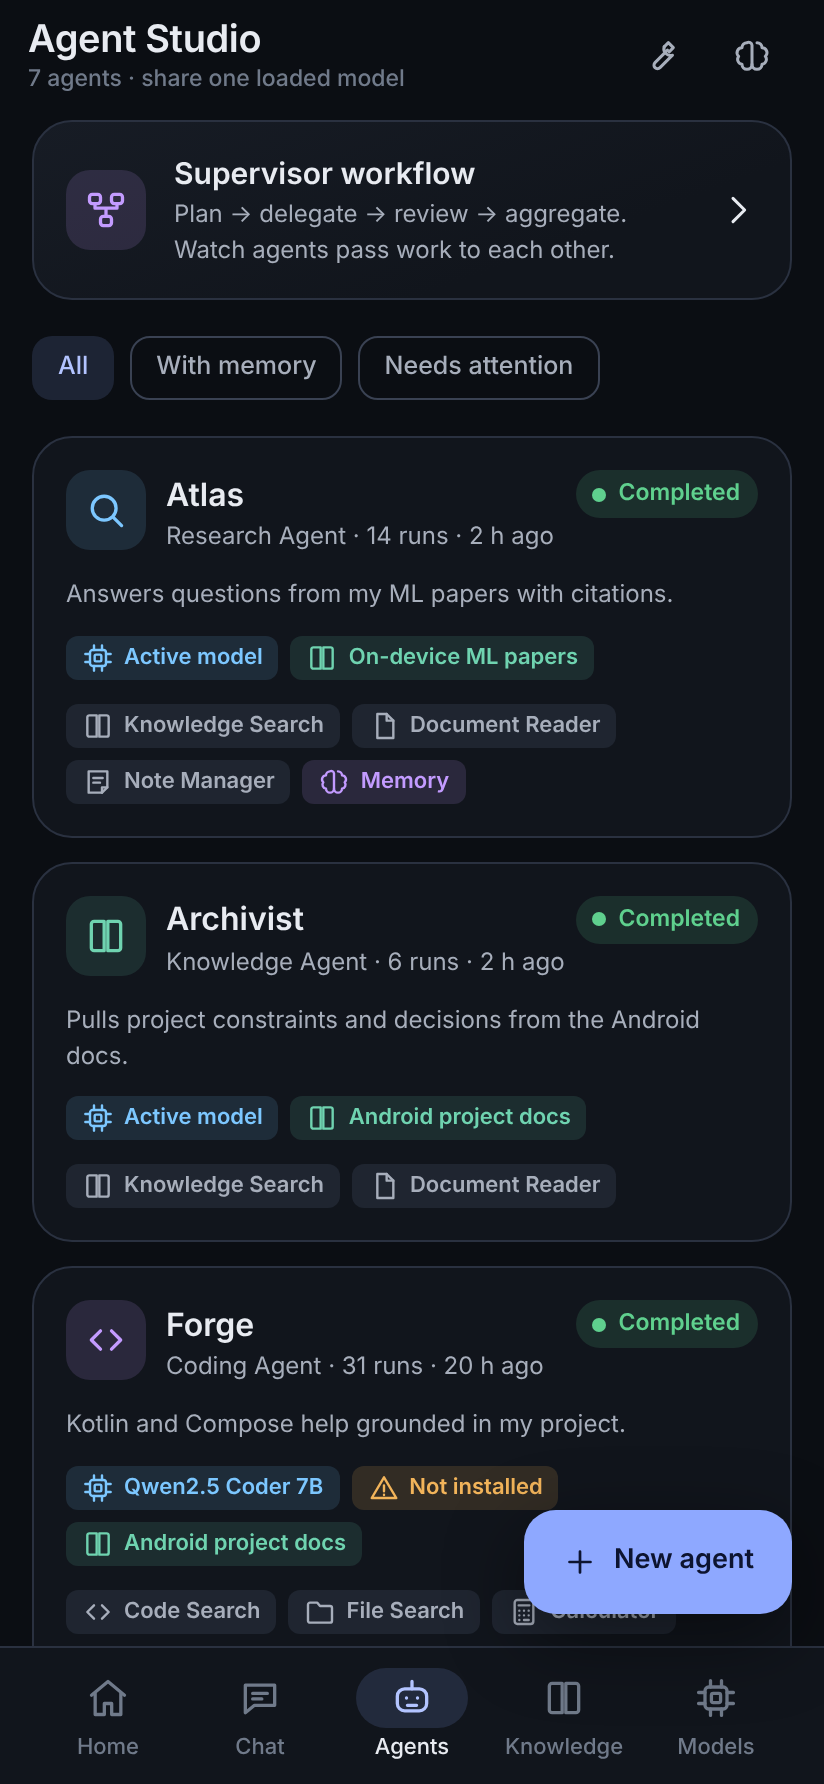 Agent Studio
7 agents · share one loaded model
Supervisor workflow
Plan → delegate → review → aggregate.
Watch agents pass work to each other.
All
With memory
Needs attention
Atlas
Completed
Research Agent · 14 runs · 2 h ago
Answers questions from my ML papers with citations.
Active model
On-device ML papers
Knowledge Search
Document Reader
Note Manager
Memory
Archivist
Completed
Knowledge Agent · 6 runs · 2 h ago
Pulls project constraints and decisions from the Android
docs.
Active model
Android project docs
Knowledge Search
Document Reader
Forge
Completed
Coding Agent · 31 runs · 20 h ago
Kotlin and Compose help grounded in my project.
Qwen2.5 Coder 7B
Not installed
Android project docs
New agent
Code Search
File Search
Calculator
Home
Chat
Agents
Knowledge
Models